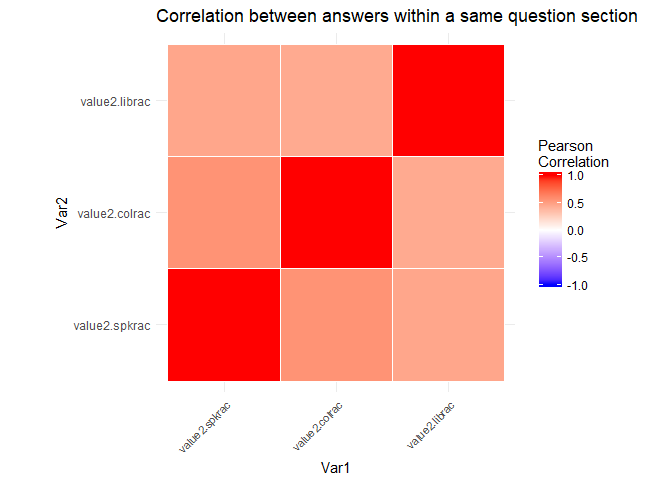 Correlation between answers within a same question section
value2.librac
value2.colrac
value2.spkrac
Var2
value2.spkrac
value2.colrac
value2.librac
Var1
Pearson
Correlation
1.0
0.5
0.0
-0.5
-1.0